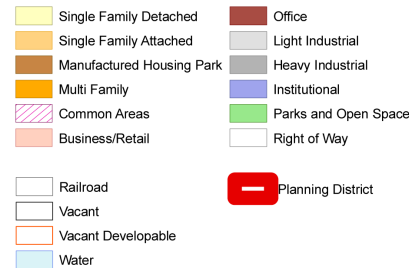 Single Family Detached
Single Family Attached
Manufactured Housing Park
Multi Family
Common Areas
Business/Retail
Office
Light Industrial
Heavy Industrial
Institutional
Parks and Open Space
Right of Way
Railroad
Vacant
Vacant Developable
Water
Planning District